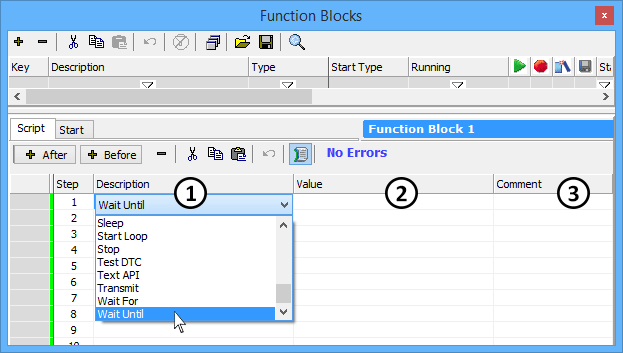 Function Blocks
x
Key Description Type Start Type Running Sta
Script Start Function Block 1
After Before No Errors
Step Description 1 Value 2 Comment 3
1 Wait Until
2 Sleep
3 Start Loop
4 Stop
5 Test DTC
Text API
6 Transmit
7 Wait For
8 Wait Until
9